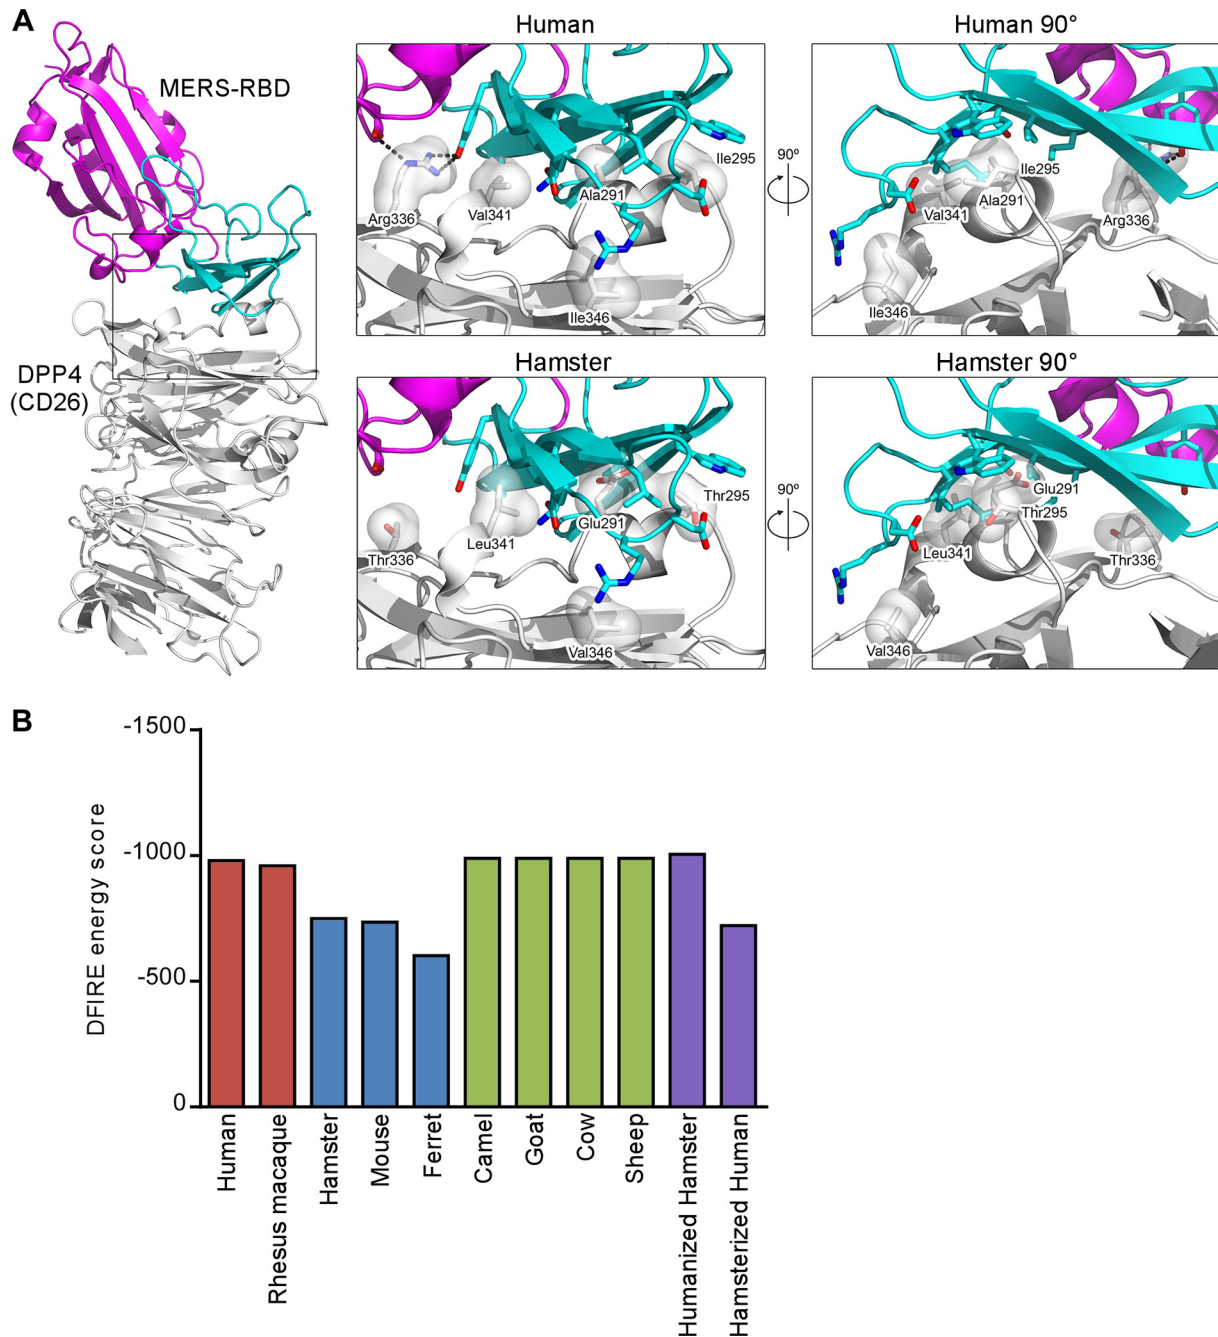 A
MERS-RBD
DPP4
(CD26)
Human
Arg336
Val341
Ala291
Ile295
Ile346
90°
Human 90°
Ile295
Val341
Ala291
Arg336
Ile346
Hamster
Thr336
Leu341
Glu291
Thr295
Val346
90°
Hamster 90°
Glu291
Thr295
Leu341
Thr336
Val346
B
DFIRE energy score
-1500
-1000
-500
0
Human
Rhesus macaque
Hamster
Mouse
Ferret
Camel
Goat
Cow
Sheep
Humanized Hamster
Hamsterized Human